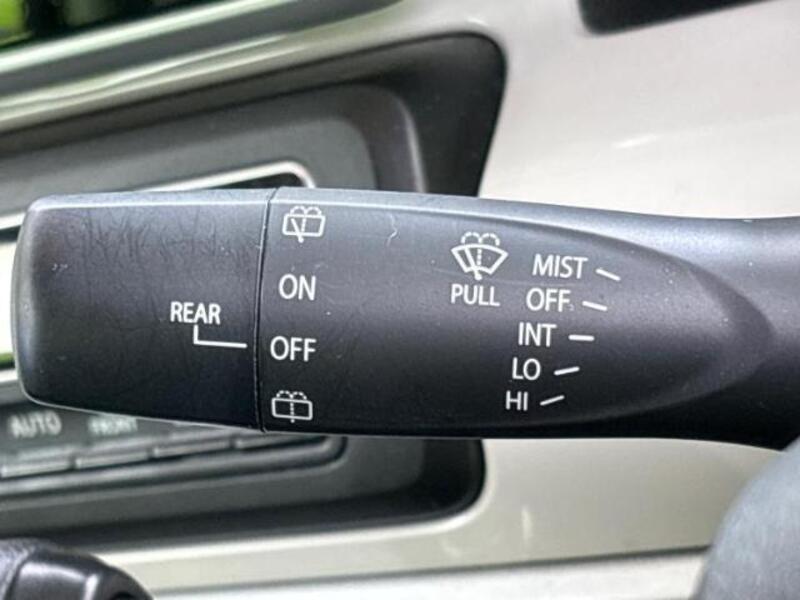 REAR
ON
OFF
PULL
MIST
OFF
INT
LO
HI
AUTO
FRONT